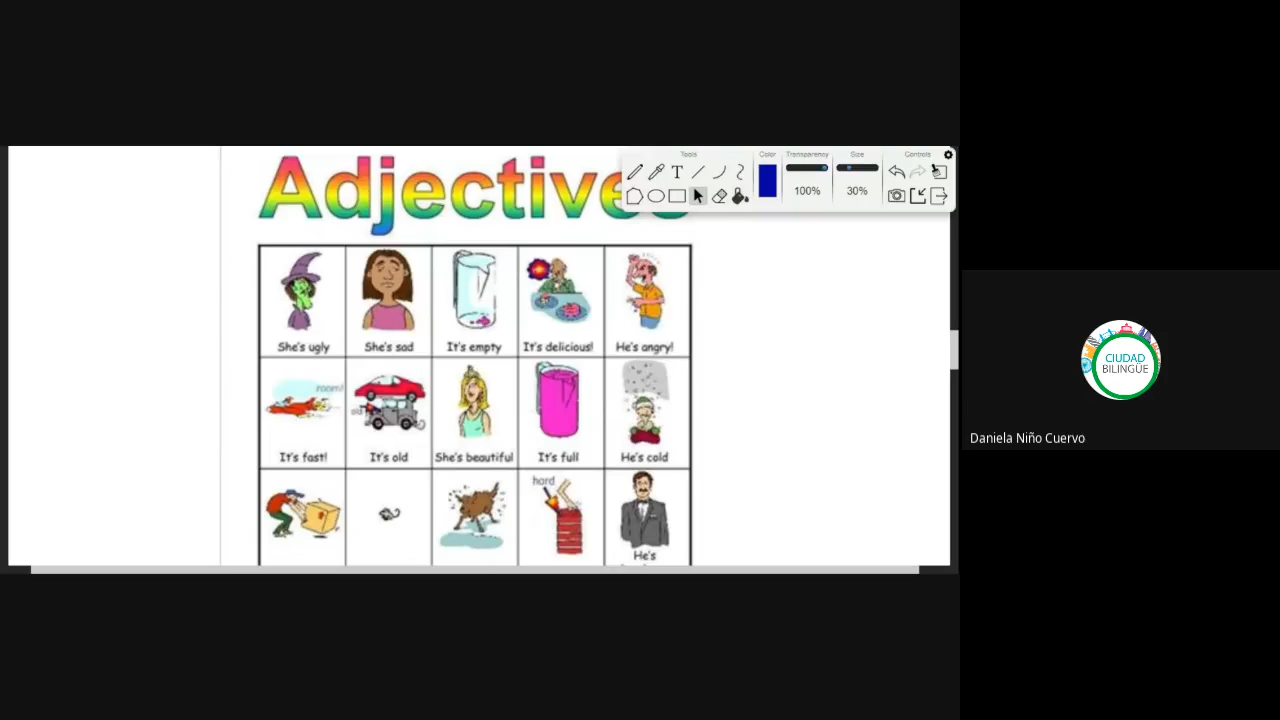 Adjectives
Tools
Color
Transparency
Size
Controls
100%
30%
She's ugly
She's sad
It's empty
It's delicious!
He's angry!
room!
old
It's fast!
It's old
She's beautiful
It's full
He's cold
hard
He's
CIUDAD
BILINGÜE
Daniela Niño Cuervo